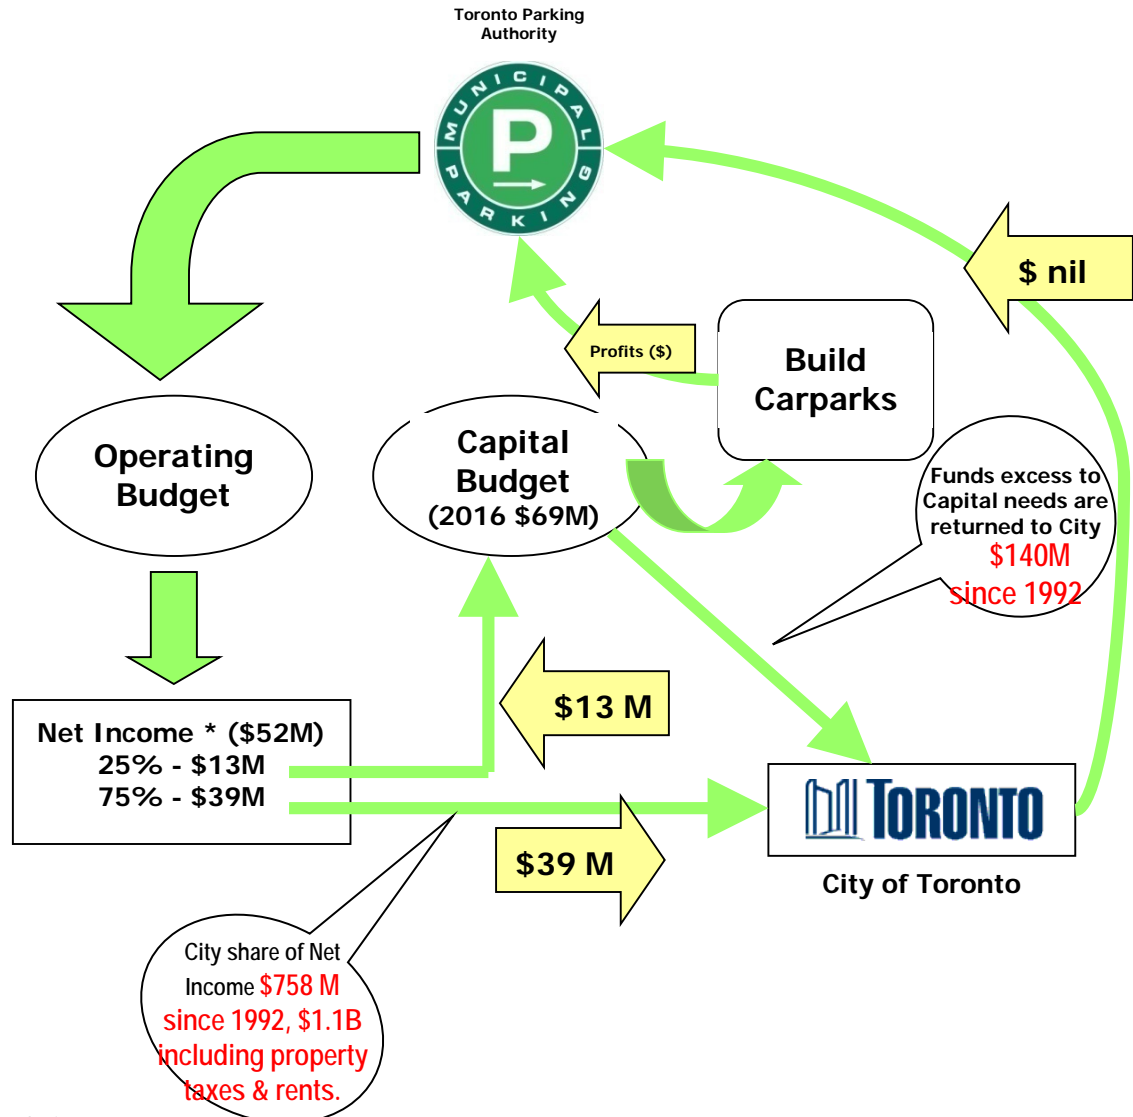 Toronto Parking
Authority
MUNICIPAL
P
PARKING
$ nil
Profits ($)
Build
Carparks
Operating
Budget
Capital
Budget
(2016 $69M)
Funds excess to
Capital needs are
returned to City
$140M
since 1992
$13 M
Net Income * ($52M)
25% - $13M
75% - $39M
TORONTO
$39 M
City of Toronto
City share of Net
Income $758 M
since 1992, $1.1B
including property
taxes & rents.